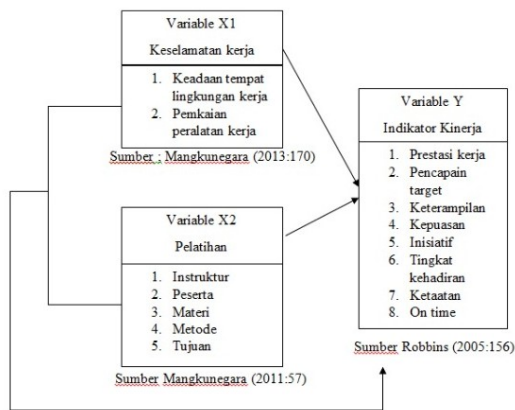 Variable X1
Keselamatan kerja
1. Keadaan tempat
lingkungan kerja
2. Pemkaian
peralatan kerja
Sumber ; Mangkunegara (2013:170)
Variable X2
Pelatihan
1. Instruktur
2. Peserta
3. Materi
4. Metode
5. Tujuan
Sumber Mangkunegara (2011:57)
Variable Y
Indikator Kinerja
1. Prestasi kerja
2. Pencapain
target
3. Keterampilan
4. Kepuasan
5. Inisiatif
6. Tingkat
kehadiran
7. Ketaatan
8. On time
Sumber Robbins (2005:156)